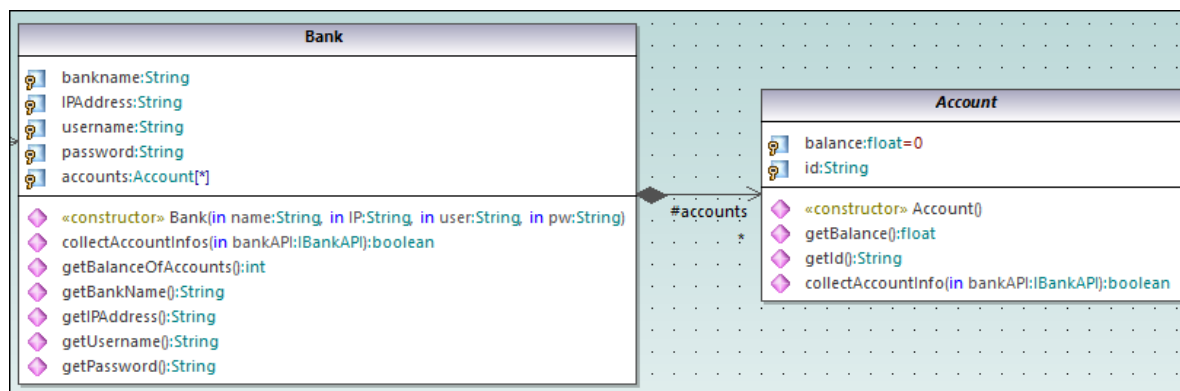 Bank
bankname:String
IPAddress:String
username:String
password:String
accounts:Account[*]
«constructor» Bank(in name:String, in IP:String, in user:String, in pw:String)
collectAccountInfos(in bankAPI:IBankAPI):boolean
getBalanceOfAccounts():int
getBankName():String
getIPAddress():String
getUsername():String
getPassword():String
#accounts
*
Account
balance:float=0
id:String
«constructor» Account()
getBalance():float
getId():String
collectAccountInfo(in bankAPI:IBankAPI):boolean